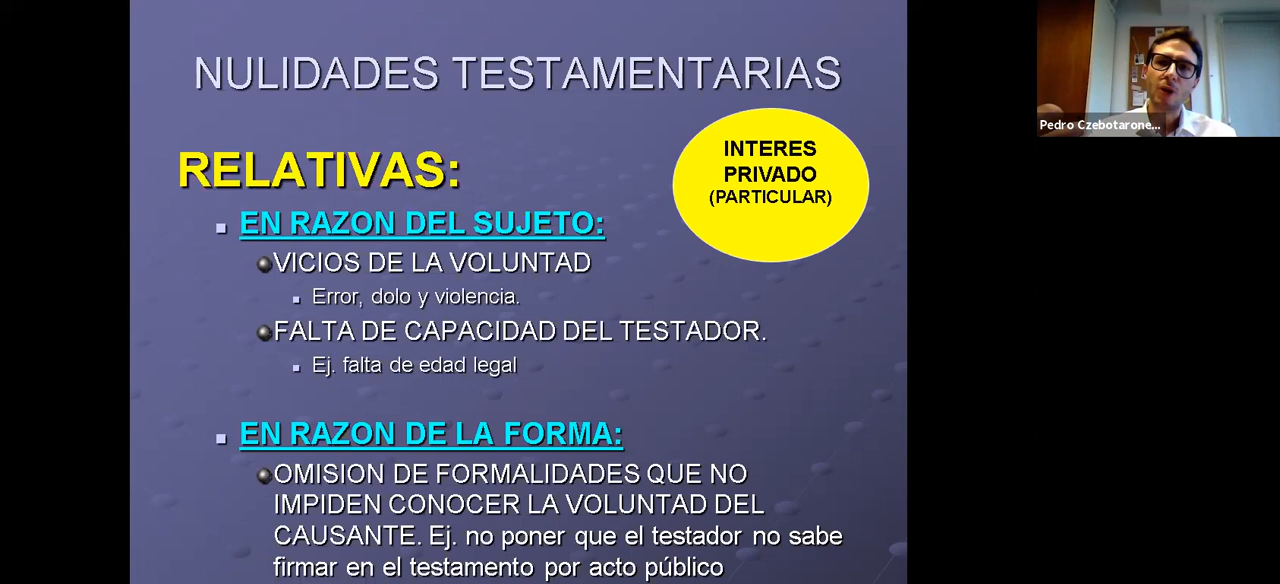 NULIDADES TESTAMENTARIAS
INTERES
PRIVADO
(PARTICULAR)
RELATIVAS:
EN RAZON DEL SUJETO:
VICIOS DE LA VOLUNTAD
Error, dolo y violencia.
FALTA DE CAPACIDAD DEL TESTADOR.
Ej. falta de edad legal
EN RAZON DE LA FORMA:
OMISION DE FORMALIDADES QUE NO
IMPIDEN CONOCER LA VOLUNTAD DEL
CAUSANTE. Ej. no poner que el testador no sabe
firmar en el testamento por acto público
Pedro Czebotarone...